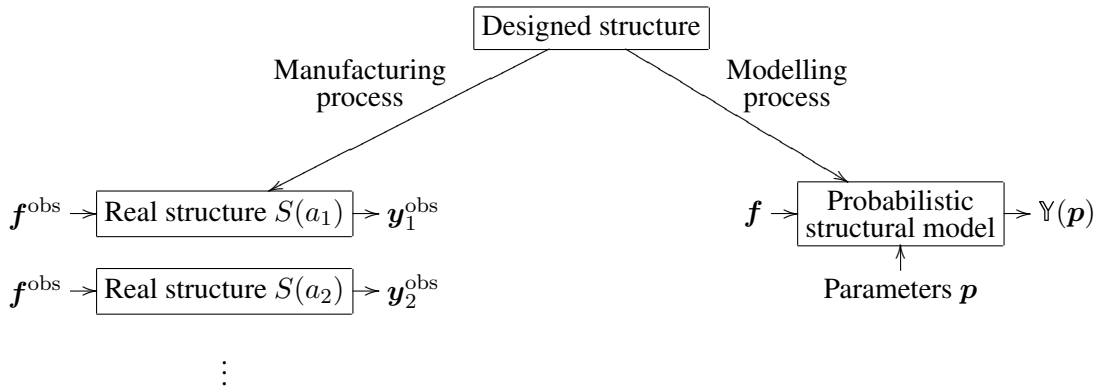 Designed structure
Manufacturing
process
Modelling
process
f^obs Real structure S(a_1) y_1^obs
f Probabilistic
structural model 𝕐(p)
f^obs Real structure S(a_2) y_2^obs
Parameters p
⋮